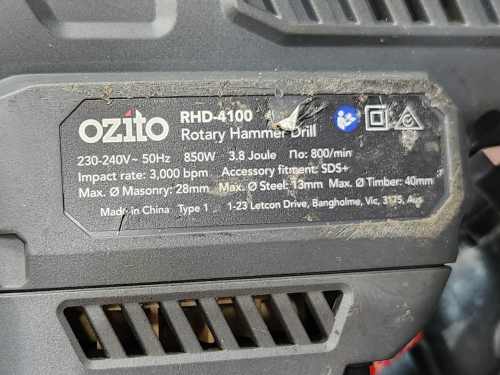 ozito
RHD-4100
Rotary Hammer Drill
230-240V~ 50Hz 850W 3.8 Joule no: 800/min
Impact rate: 3,000 bpm Accessory fitment: SDS+
Max. Ø Masonry: 28mm Max. Ø Steel: 13mm Max. Ø Timber: 40mm
Made in China Type 1 1-23 Letcon Drive, Bangholme, Vic, 3175, Aus